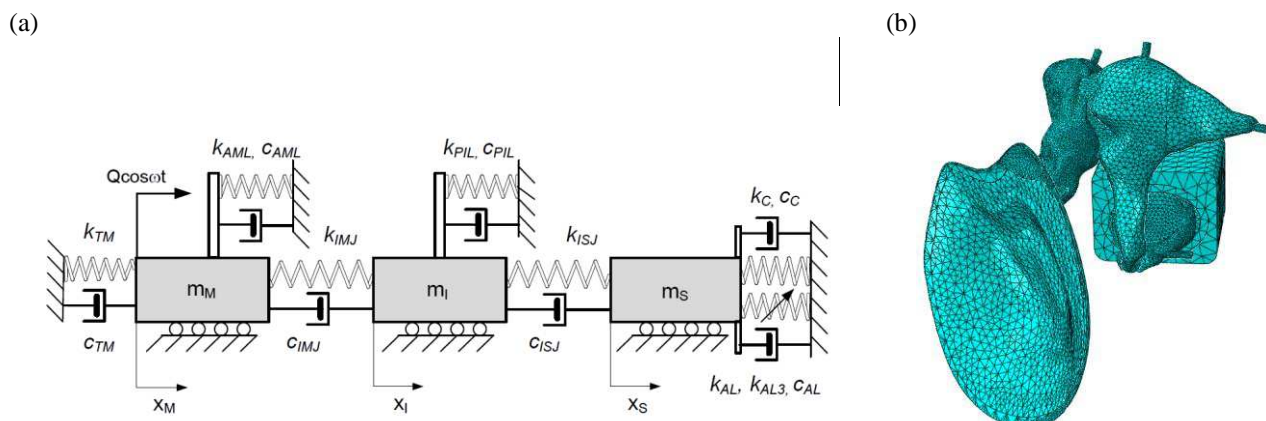 (a)
(b)
k_AML, c_AML
k_PIL, c_PIL
Qcosωt
k_C, c_C
k_TM
k_IMJ
k_ISJ
m_M
m_I
m_S
c_TM
c_IMJ
c_ISJ
k_AL, k_AL3, c_AL
x_M
x_I
x_S